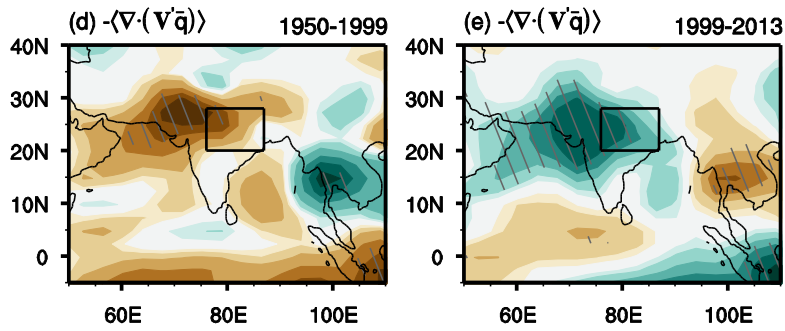 (d) -⟨∇·(V'q̄)⟩ 1950-1999
(e) -⟨∇·(V'q̄)⟩ 1999-2013
40N 40N
30N 30N
20N 20N
10N 10N
0 0
60E 80E 100E 60E 80E 100E